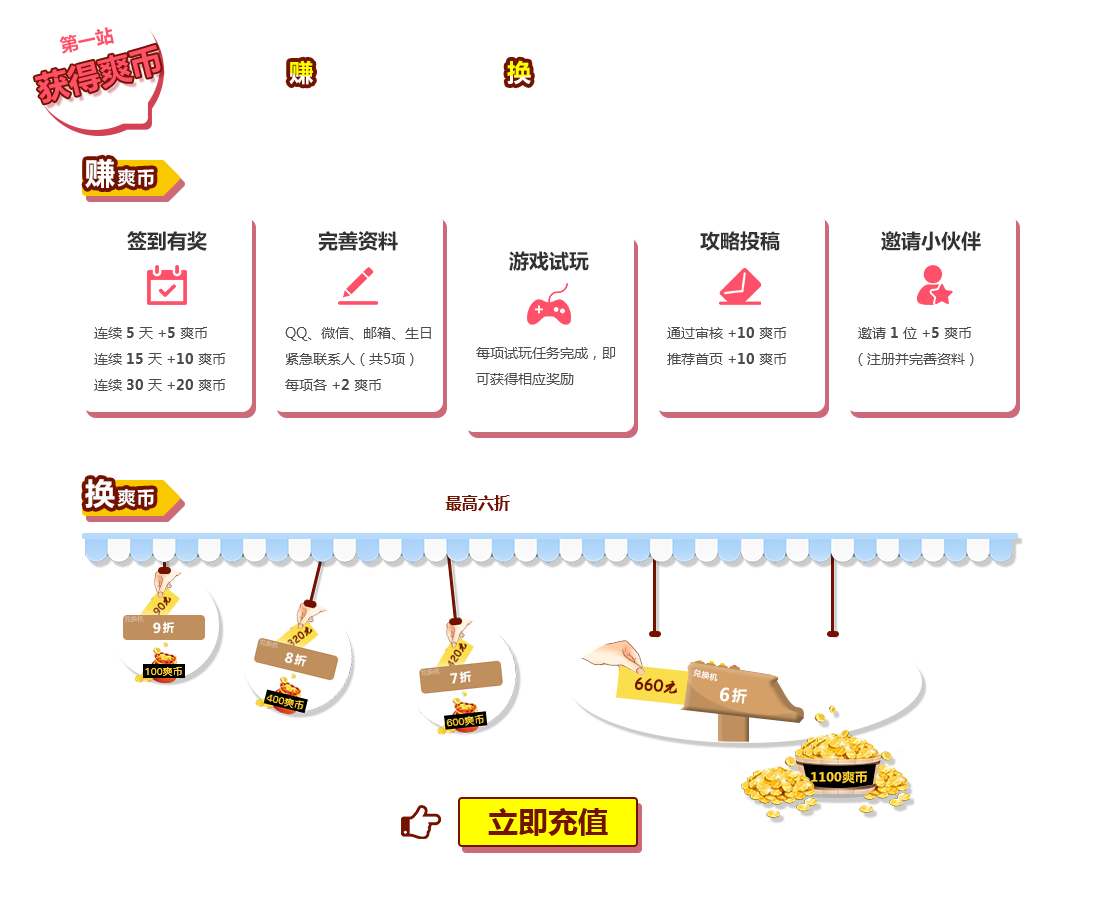 第一站
获得爽币
赚
换
赚爽币
签到有奖
连续 5 天 +5 爽币
连续 15 天 +10 爽币
连续 30 天 +20 爽币
完善资料
QQ、微信、邮箱、生日
紧急联系人（共5项）
每项各 +2 爽币
游戏试玩
每项试玩任务完成，即
可获得相应奖励
攻略投稿
通过审核 +10 爽币
推荐首页 +10 爽币
邀请小伙伴
邀请 1 位 +5 爽币
（注册并完善资料）
换爽币
最高六折
90元
兑换机
9折
100爽币
320元
兑换机
8折
400爽币
420元
兑换机
7折
600爽币
660元
兑换机
6折
1100爽币
立即充值